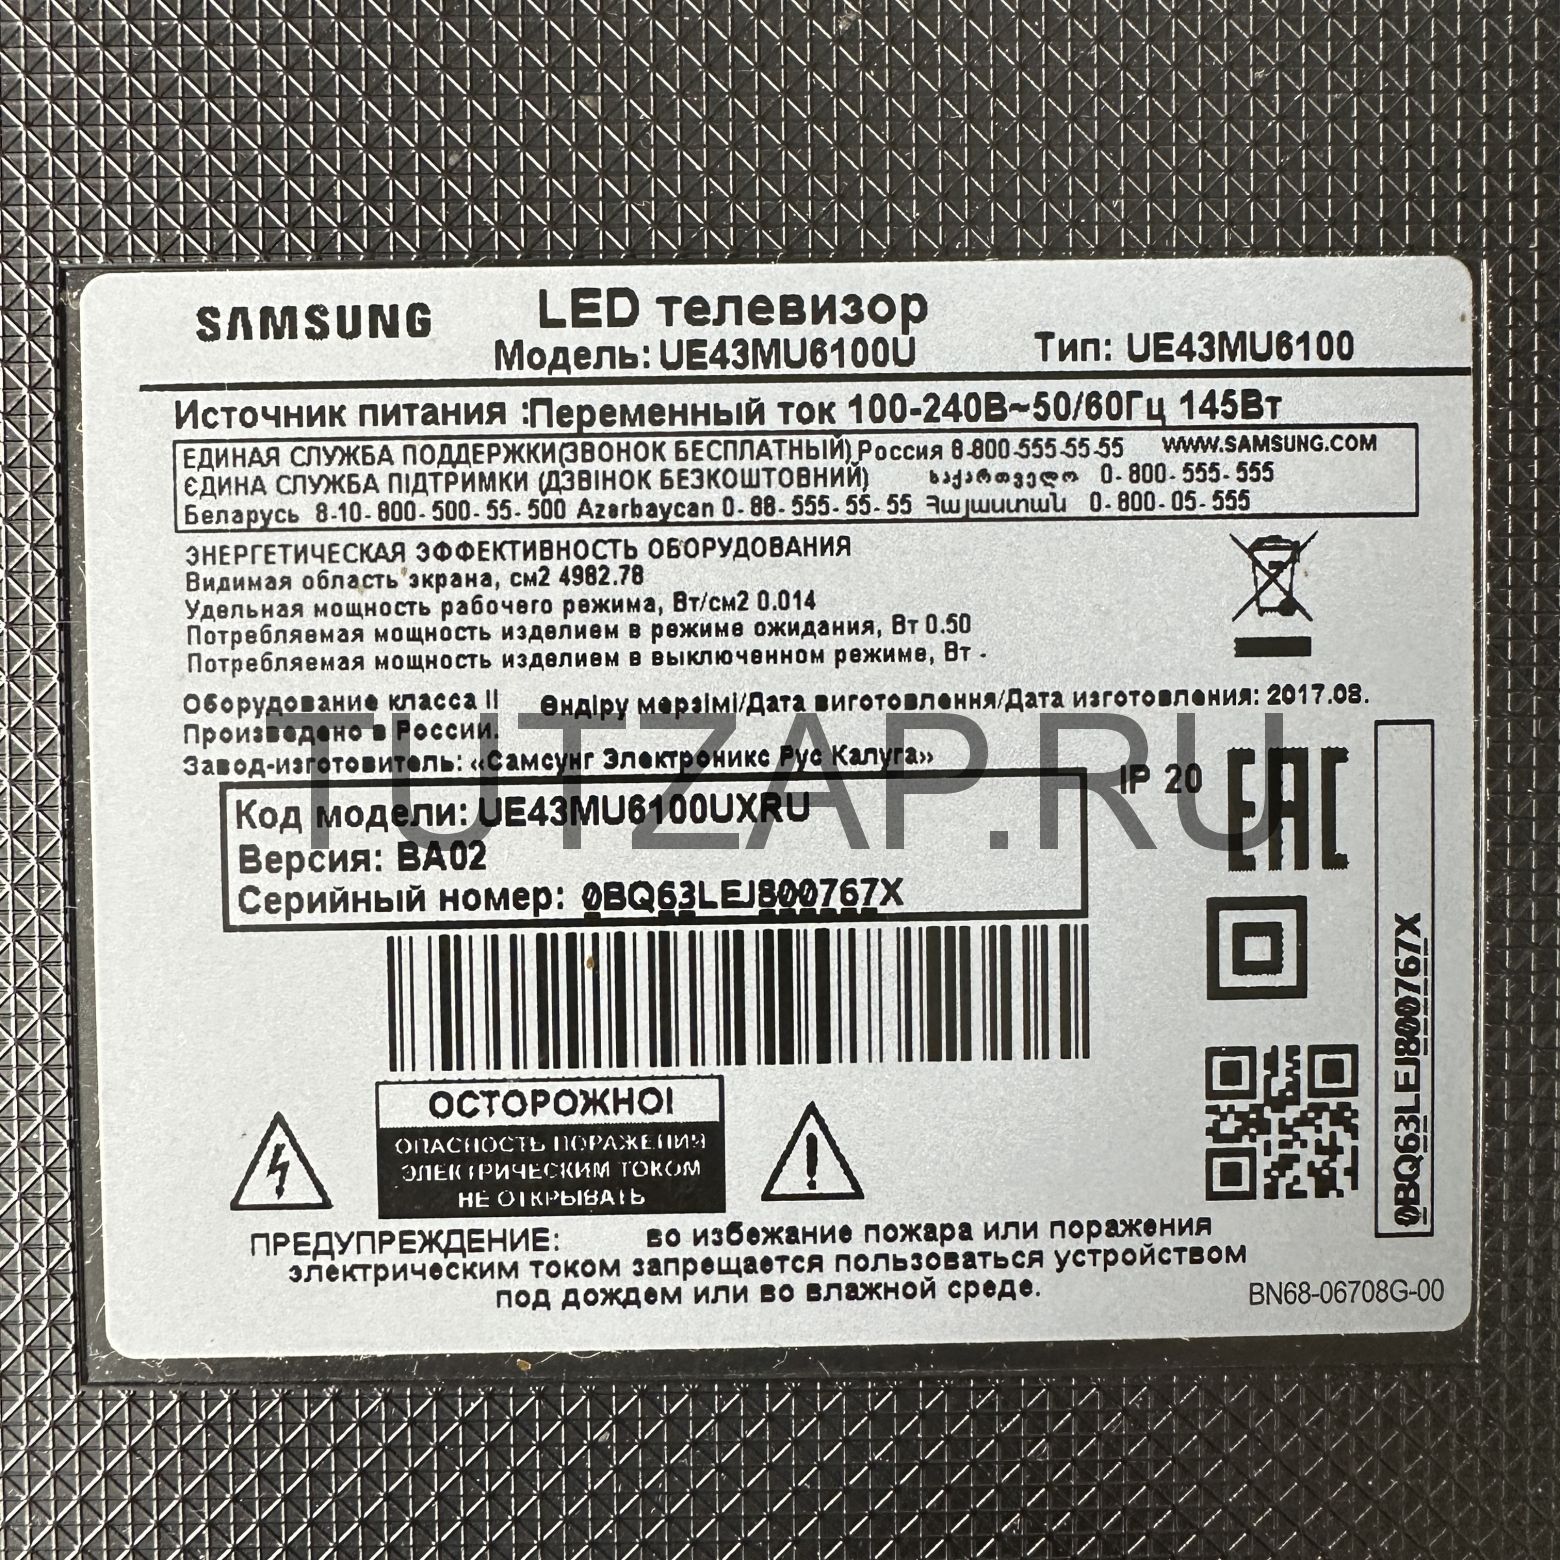 SAMSUNG
LED телевизор
Модель: UE43MU6100U Тип: UE43MU6100
Источник питания :Переменный ток 100-240В~50/60Гц 145Вт
ЕДИНАЯ СЛУЖБА ПОДДЕРЖКИ(ЗВОНОК БЕСПЛАТНЫЙ) Россия 8-800-555-55-55 WWW.SAMSUNG.COM
ЄДИНА СЛУЖБА ПІДТРИМКИ (ДЗВІНОК БЕЗКОШТОВНИЙ) საქართველო 0-800-555-555
Беларусь 8-10-800-500-55-500 Azərbaycan 0-88-555-55-55 Հայաստան 0-800-05-555
ЭНЕРГЕТИЧЕСКАЯ ЭФФЕКТИВНОСТЬ ОБОРУДОВАНИЯ
Видимая область экрана, см2 4982.78
Удельная мощность рабочего режима, Вт/см2 0.014
Потребляемая мощность изделием в режиме ожидания, Вт 0.50
Потребляемая мощность изделием в выключенном режиме, Вт -
Оборудование класса II Өндіру мерзімі/Дата виготовлення/Дата изготовления: 2017.08.
Произведено в России.
Завод-изготовитель: «Самсунг Электроникс Рус Калуга»
TUTZAP.RU
IP 20
EAC
Код модели: UE43MU6100UXRU
Версия: BA02
Серийный номер: 0BQ63LEJ800767X
0BQ63LEJ800767X
ОСТОРОЖНО!
ОПАСНОСТЬ ПОРАЖЕНИЯ
ЭЛЕКТРИЧЕСКИМ ТОКОМ
НЕ ОТКРЫВАТЬ
ПРЕДУПРЕЖДЕНИЕ: во избежание пожара или поражения
электрическим током запрещается пользоваться устройством
под дождем или во влажной среде.
BN68-06708G-00